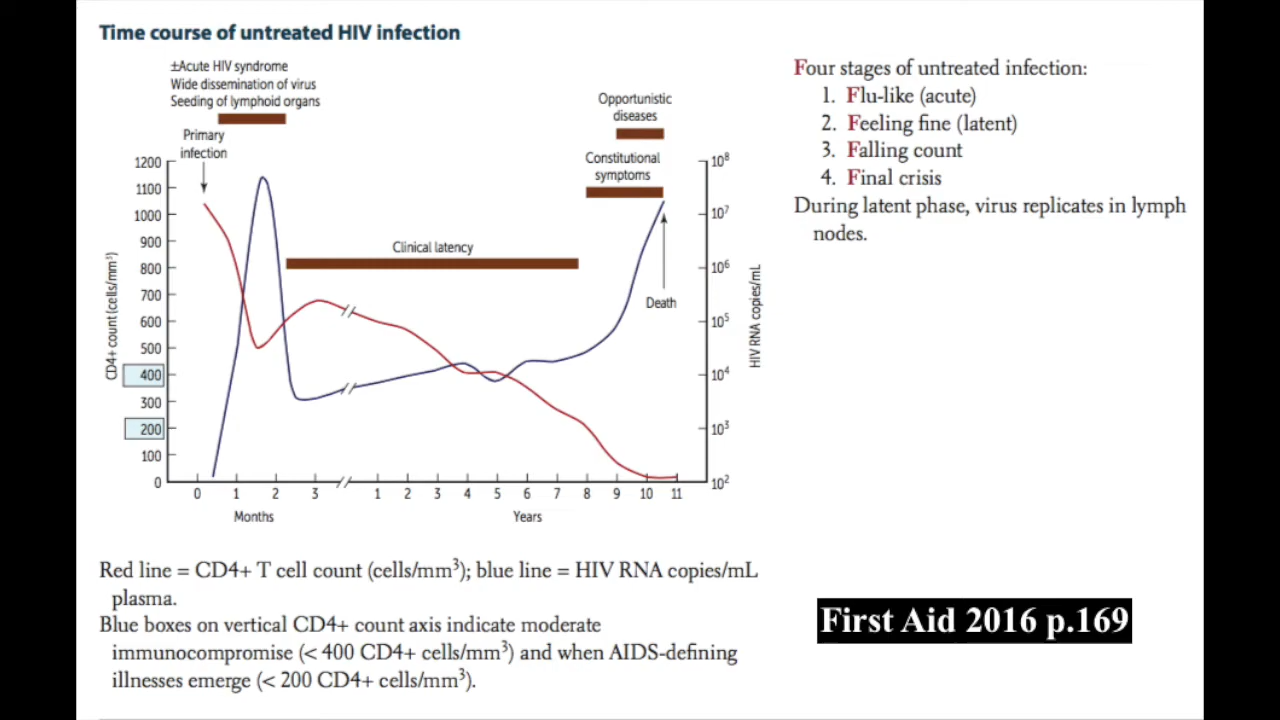 Time course of untreated HIV infection
±Acute HIV syndrome
Wide dissemination of virus
Seeding of lymphoid organs
Primary
infection
Opportunistic
diseases
Constitutional
symptoms
Clinical latency
Death
CD4+ count (cells/mm³)
1200
1100
1000
900
800
700
600
500
400
300
200
100
0
10⁸
10⁷
10⁶
10⁵
10⁴
10³
10²
HIV RNA copies/mL
0 1 2 3 1 2 3 4 5 6 7 8 9 10 11
Months Years
Red line = CD4+ T cell count (cells/mm³); blue line = HIV RNA copies/mL
plasma.
Blue boxes on vertical CD4+ count axis indicate moderate
immunocompromise (< 400 CD4+ cells/mm³) and when AIDS-defining
illnesses emerge (< 200 CD4+ cells/mm³).
Four stages of untreated infection:
1. Flu-like (acute)
2. Feeling fine (latent)
3. Falling count
4. Final crisis
During latent phase, virus replicates in lymph
nodes.
First Aid 2016 p.169